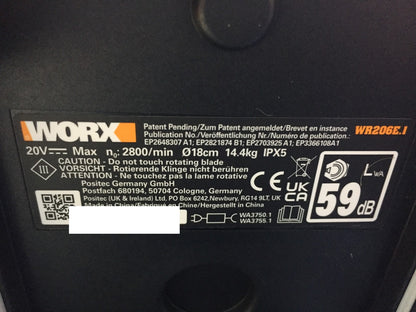 WORX
Patent Pending/Zum Patent angemeldet/Brevet en instance
Publication No./Veröffentlichung Nr./Numéro de publication.:
EP2648307 A1; EP2821874 B1; EP2703925 A1; EP3366108A1
WR206E.1
20V Max n₀: 2800/min Ø18cm 14.4kg IPX5
CAUTION - Do not touch rotating blade
VORSICHT - Rotierende Klinge nicht berühren
ATTENTION - Ne touchez pas la lame rotative
III
Positec Germany GmbH
Postfach 680194, 50704 Cologne, Germany
Positec (UK & Ireland) Ltd, PO Box 6242, Newbury, RG14 9LT, UK
Made in China/Fabriqué en Chine/Hergestellt in China
WA3750.1
WA3755.1
CE UK CA
LWA
59 dB